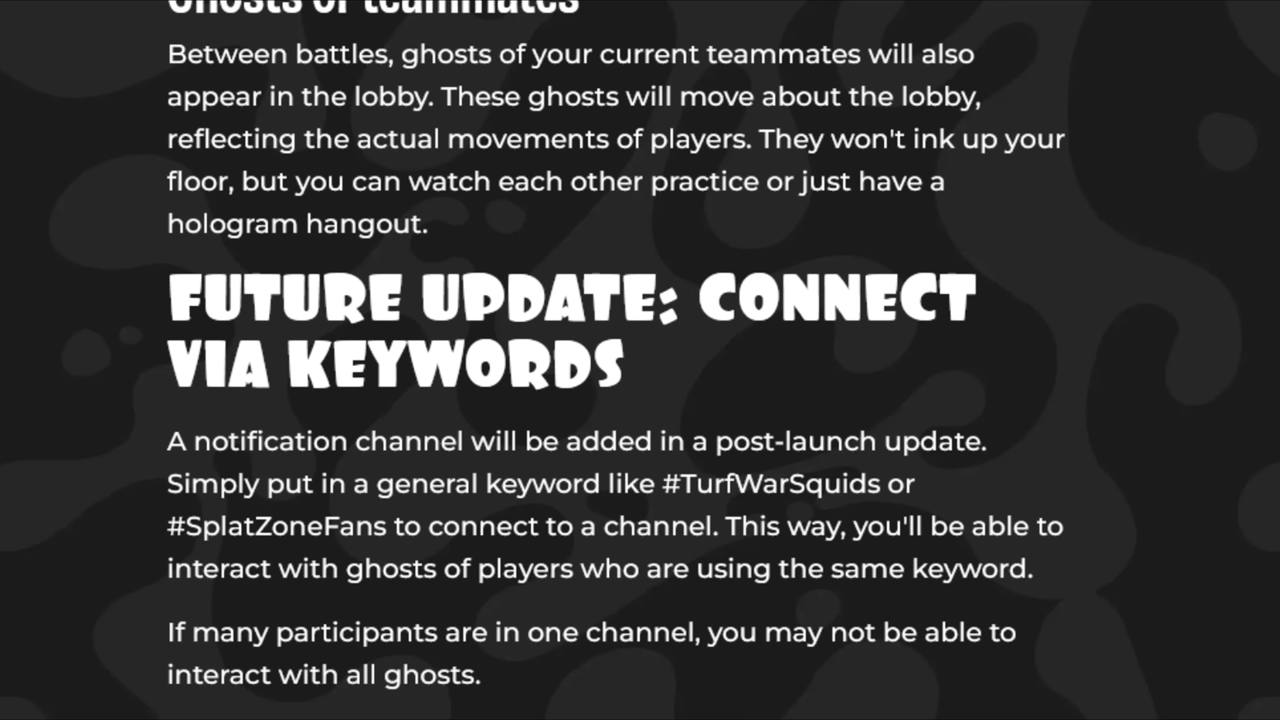 Ghosts of teammates
Between battles, ghosts of your current teammates will also
appear in the lobby. These ghosts will move about the lobby,
reflecting the actual movements of players. They won't ink up your
floor, but you can watch each other practice or just have a
hologram hangout.
FUTURE UPDATE: CONNECT
VIA KEYWORDS
A notification channel will be added in a post-launch update.
Simply put in a general keyword like #TurfWarSquids or
#SplatZoneFans to connect to a channel. This way, you'll be able to
interact with ghosts of players who are using the same keyword.
If many participants are in one channel, you may not be able to
interact with all ghosts.